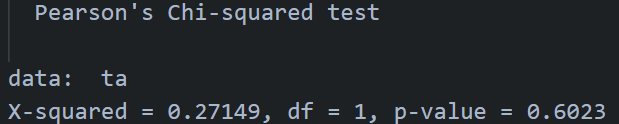 Pearson's Chi-squared test
data:  ta
X-squared = 0.27149, df = 1, p-value = 0.6023